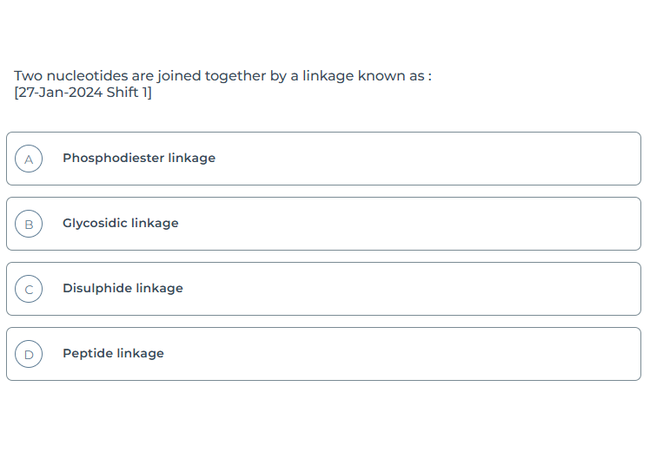 Two nucleotides are joined together by a linkage known as :
[27-Jan-2024 Shift 1]
A Phosphodiester linkage
B Glycosidic linkage
C Disulphide linkage
D Peptide linkage